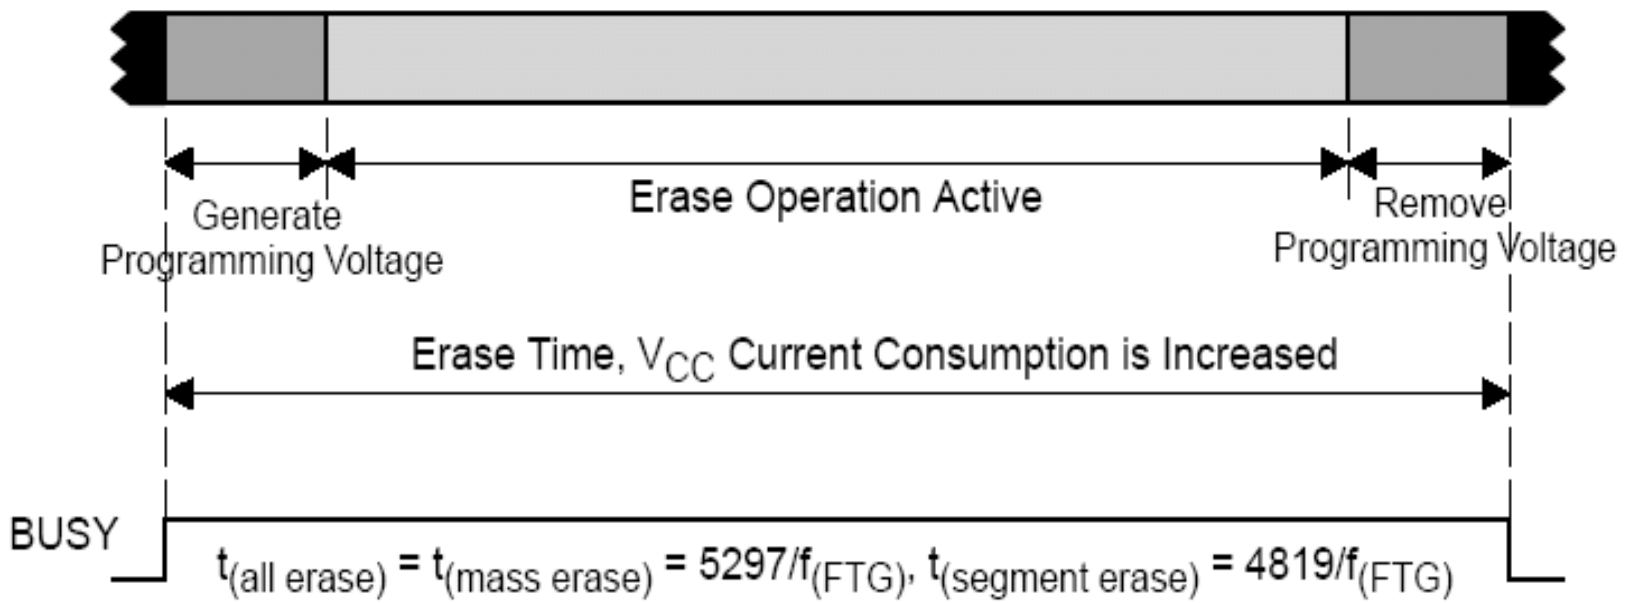 Erase Operation Active
Generate
Programming Voltage
Remove
Programming Voltage
Erase Time, VCC Current Consumption is Increased
BUSY
t(all erase) = t(mass erase) = 5297/f(FTG), t(segment erase) = 4819/f(FTG)